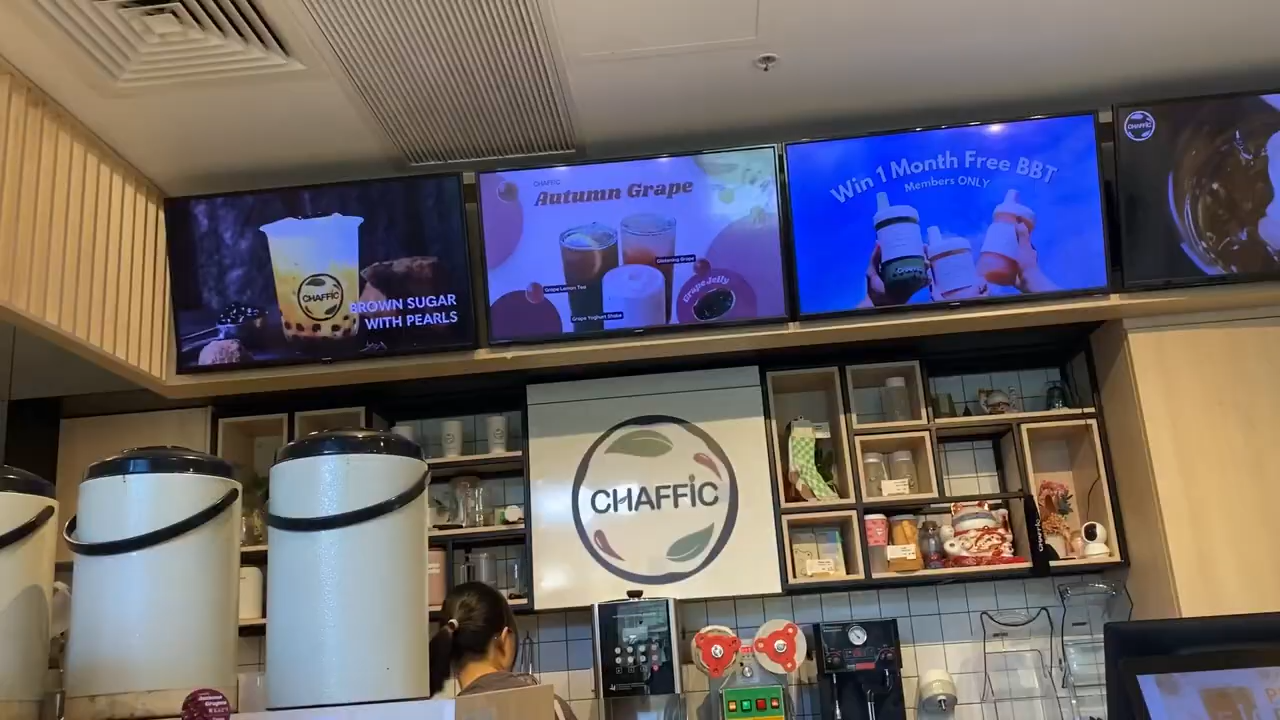 CHAFFIC
BROWN SUGAR
WITH PEARLS
CHAFFIC
Autumn Grape
Glistening Grape
Grape Lemon Tea
Grape Yoghurt Shake
Grape Jelly
Win 1 Month Free BBT
Members ONLY
CHAFFIC
CHAFFIC